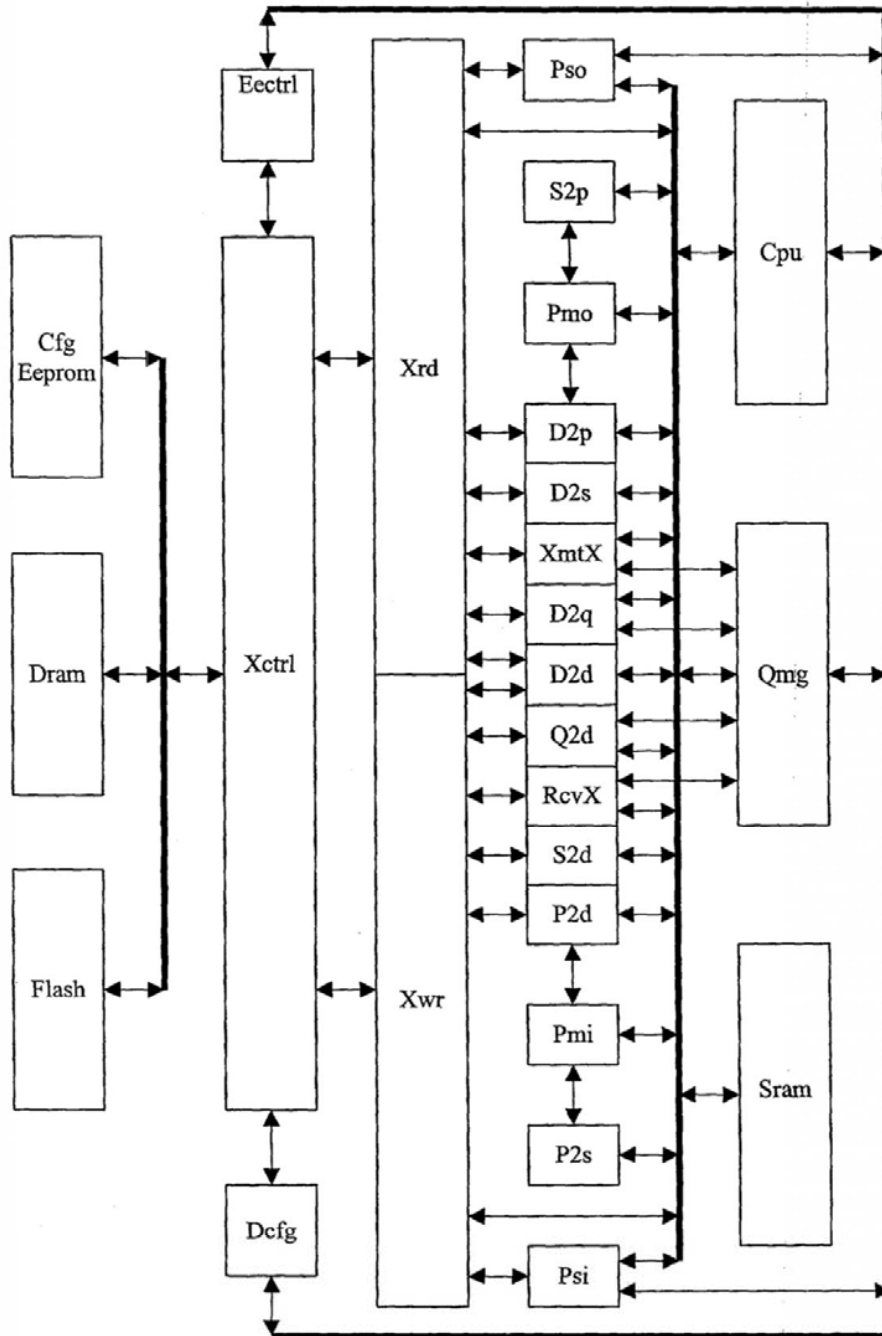 Eectrl
Cfg
Eeprom
Dram
Flash
Xctrl
Dcfg
Xrd
Xwr
Pso
S2p
Pmo
D2p
D2s
XmtX
D2q
D2d
Q2d
RcvX
S2d
P2d
Pmi
P2s
Psi
Cpu
Qmg
Sram